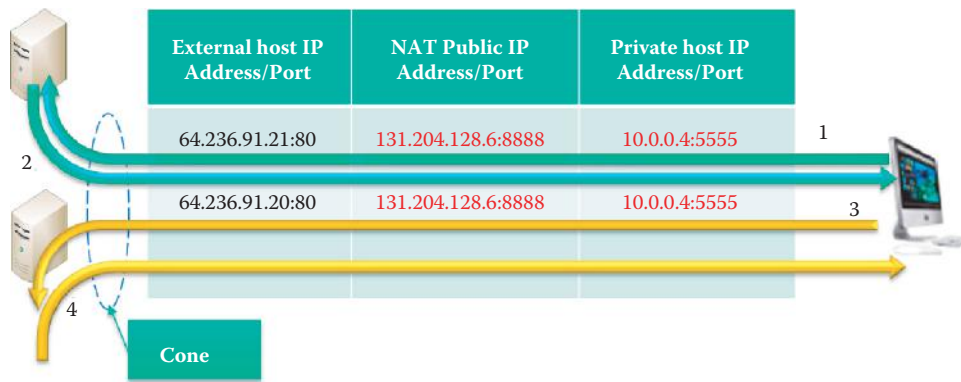 External host IP
Address/Port
NAT Public IP
Address/Port
Private host IP
Address/Port
64.236.91.21:80
131.204.128.6:8888
10.0.0.4:5555
1
2
64.236.91.20:80
131.204.128.6:8888
10.0.0.4:5555
3
4
Cone